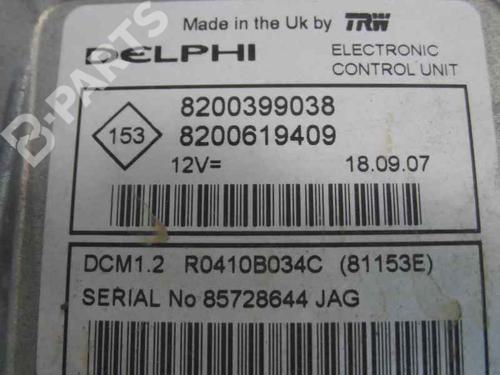 Made in the Uk by TRW
DELPHI ELECTRONIC
CONTROL UNIT
153
8200399038
8200619409
12V= 18.09.07
DCM1.2 R0410B034C (81153E)
SERIAL No 85728644 JAG
B-PARTS